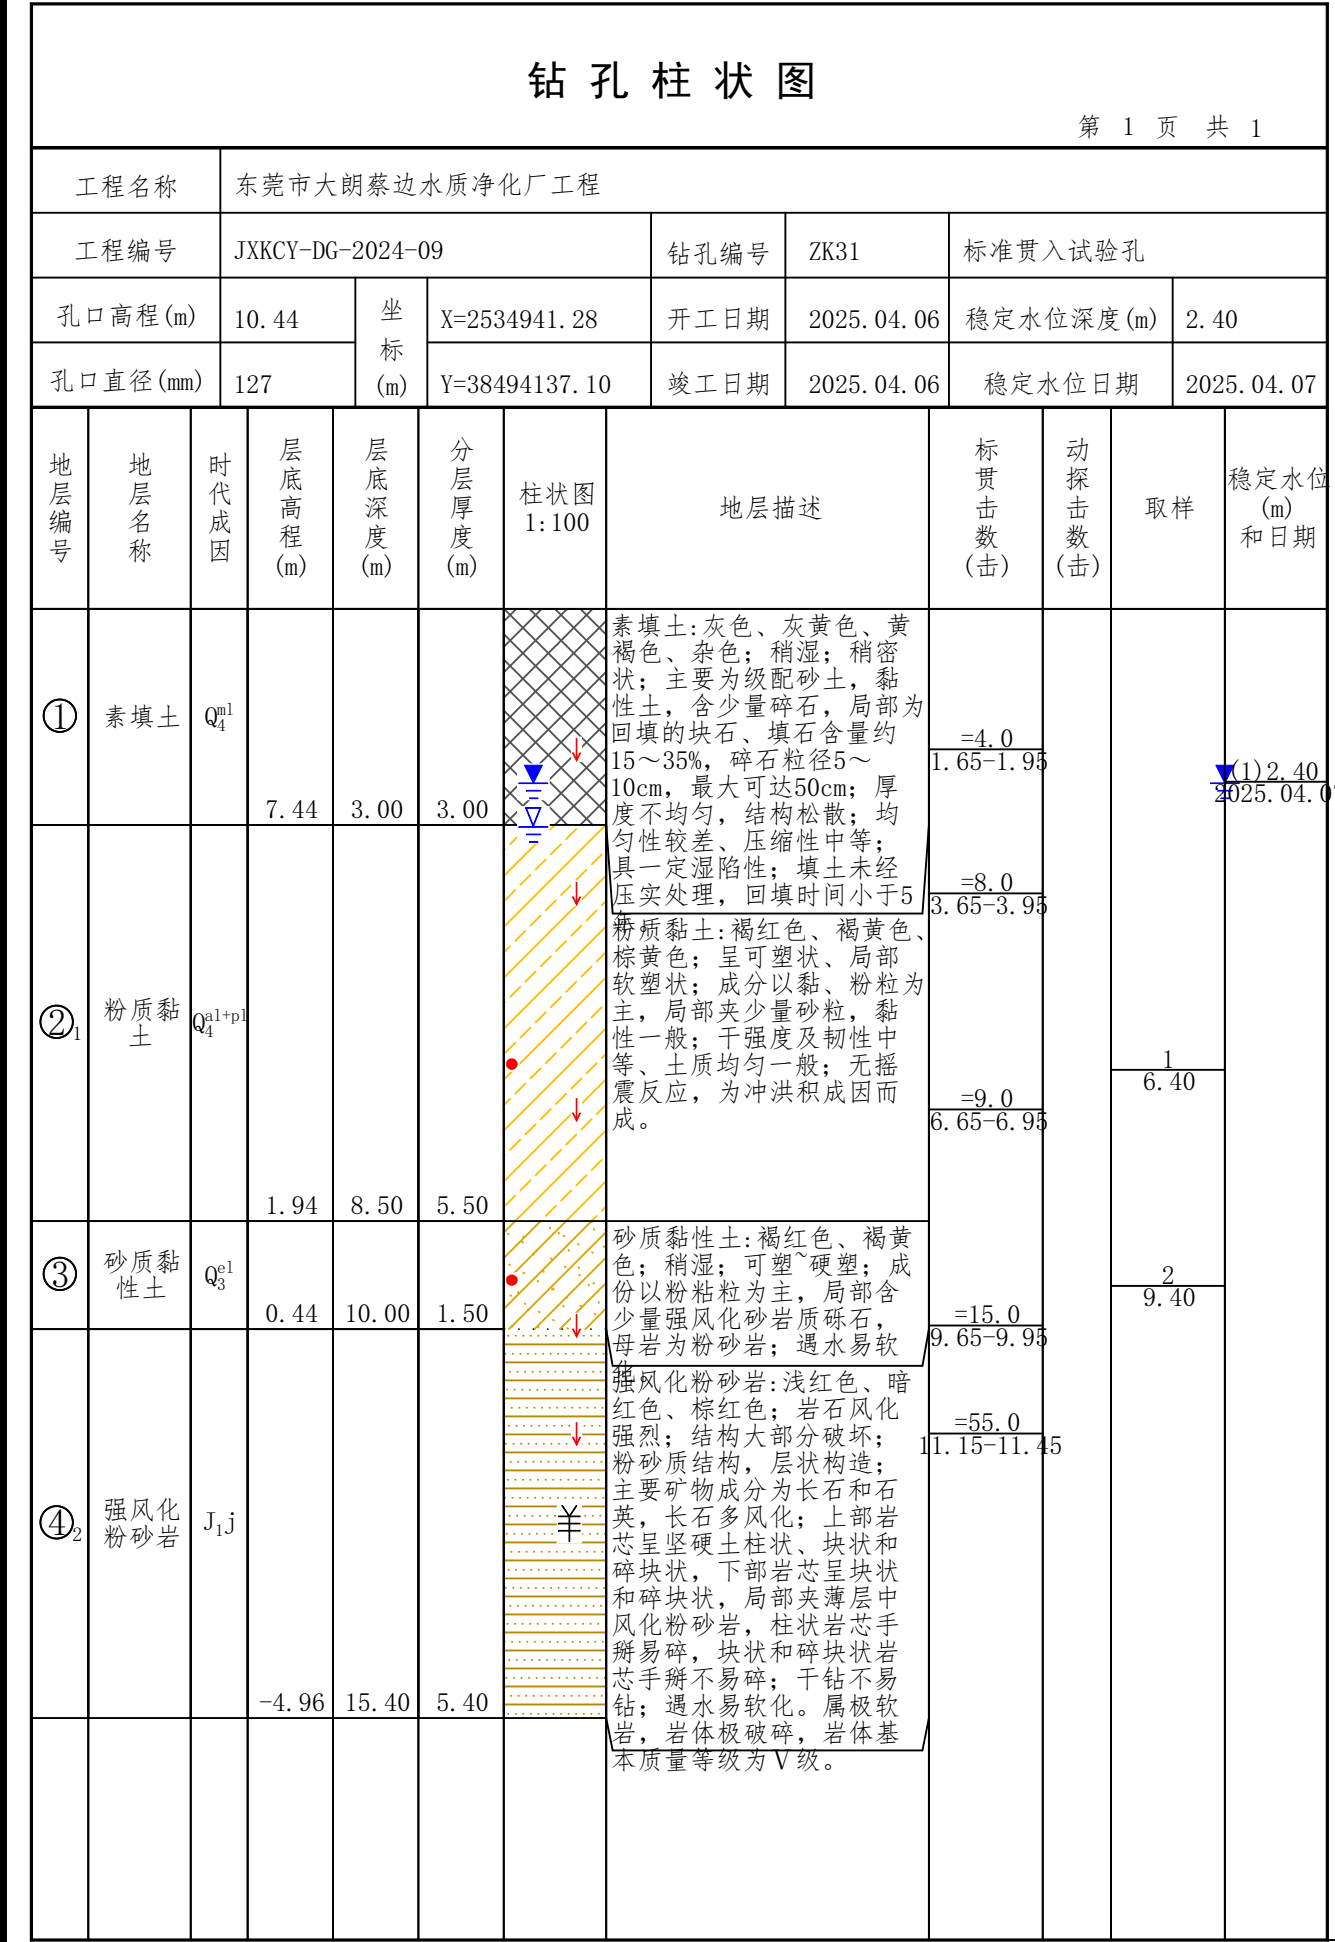 钻孔柱状图
第 1 页 共 1
工程名称 东莞市大朗蔡边水质净化厂工程
工程编号 JXKCY-DG-2024-09 钻孔编号 ZK31 标准贯入试验孔
孔口高程(m) 10.44 坐标(m) X=2534941.28 开工日期 2025.04.06 稳定水位深度(m) 2.40
孔口直径(mm) 127 Y=38494137.10 竣工日期 2025.04.06 稳定水位日期 2025.04.07
地层编号 地层名称 时代成因 层底高程(m) 层底深度(m) 分层厚度(m) 柱状图 1:100 地层描述 标贯击数(击) 动探击数(击) 取样 稳定水位(m)和日期
① 素填土 Q4ml 7.44 3.00 3.00
素填土:灰色、灰黄色、黄
褐色、杂色；稍湿；稍密
状；主要为级配砂土，黏
性土，含少量碎石，局部为
回填的块石、填石含量约
15～35%，碎石粒径5～
10cm，最大可达50cm；厚
度不均匀，结构松散；均
匀性较差、压缩性中等；
具一定湿陷性；填土未经
压实处理，回填时间小于5
年。
=4.0
1.65-1.95
(1)2.40
2025.04.07
=8.0
3.65-3.95
②1 粉质黏土 Q4al+pl 1.94 8.50 5.50
粉质黏土:褐红色、褐黄色、
棕黄色；呈可塑状、局部
软塑状；成分以黏、粉粒为
主，局部夹少量砂粒，黏
性一般；干强度及韧性中
等、土质均匀一般；无摇
震反应，为冲洪积成因而
成。
1
6.40
=9.0
6.65-6.95
③ 砂质黏性土 Q3el 0.44 10.00 1.50
砂质黏性土:褐红色、褐黄
色；稍湿；可塑~硬塑；成
份以粉粘粒为主，局部含
少量强风化砂岩质砾石，
母岩为粉砂岩；遇水易软
化。
2
9.40
=15.0
9.65-9.95
④2 强风化粉砂岩 J1j -4.96 15.40 5.40
强风化粉砂岩:浅红色、暗
红色、棕红色；岩石风化
强烈；结构大部分破坏；
粉砂质结构，层状构造；
主要矿物成分为长石和石
英，长石多风化；上部岩
芯呈坚硬土柱状、块状和
碎块状，下部岩芯呈块状
和碎块状，局部夹薄层中
风化粉砂岩，柱状岩芯手
掰易碎，块状和碎块状岩
芯手掰不易碎；干钻不易
钻；遇水易软化。属极软
岩，岩体极破碎，岩体基
本质量等级为Ⅴ级。
=55.0
11.15-11.45